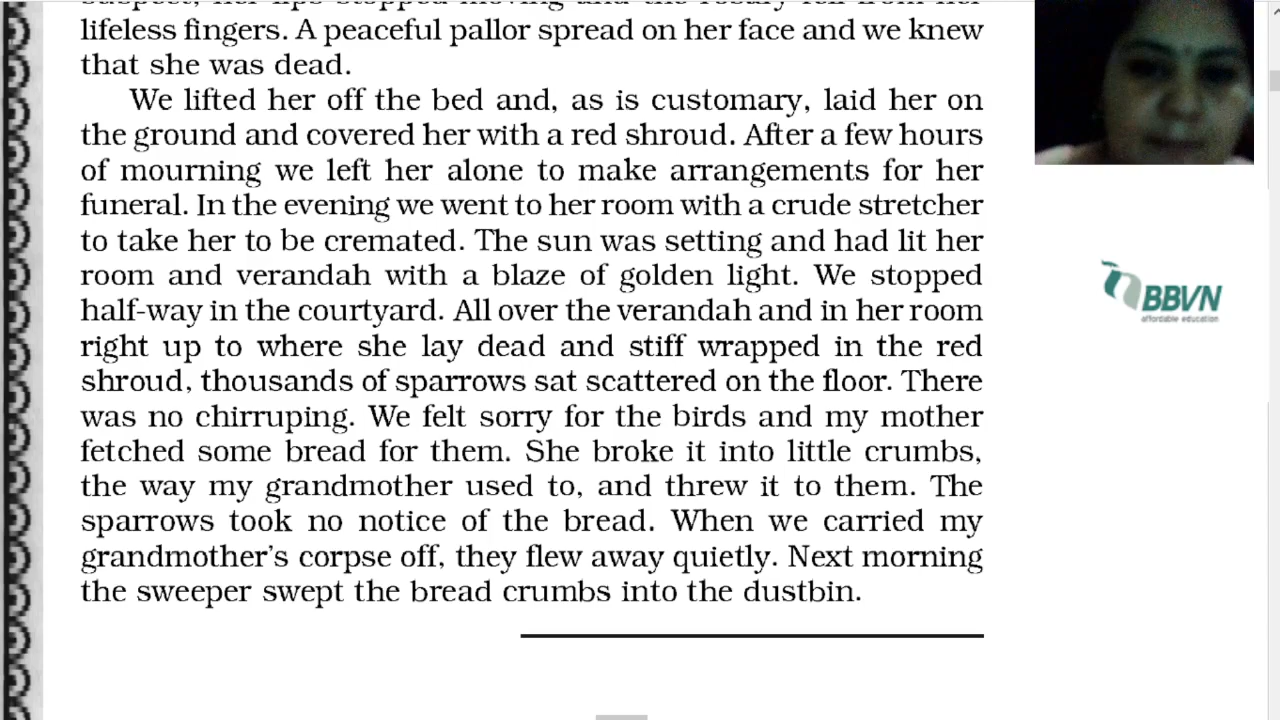 lifeless fingers. A peaceful pallor spread on her face and we knew
that she was dead.
We lifted her off the bed and, as is customary, laid her on
the ground and covered her with a red shroud. After a few hours
of mourning we left her alone to make arrangements for her
funeral. In the evening we went to her room with a crude stretcher
to take her to be cremated. The sun was setting and had lit her
room and verandah with a blaze of golden light. We stopped
half-way in the courtyard. All over the verandah and in her room
right up to where she lay dead and stiff wrapped in the red
shroud, thousands of sparrows sat scattered on the floor. There
was no chirruping. We felt sorry for the birds and my mother
fetched some bread for them. She broke it into little crumbs,
the way my grandmother used to, and threw it to them. The
sparrows took no notice of the bread. When we carried my
grandmother's corpse off, they flew away quietly. Next morning
the sweeper swept the bread crumbs into the dustbin.
BBVN
affordable education